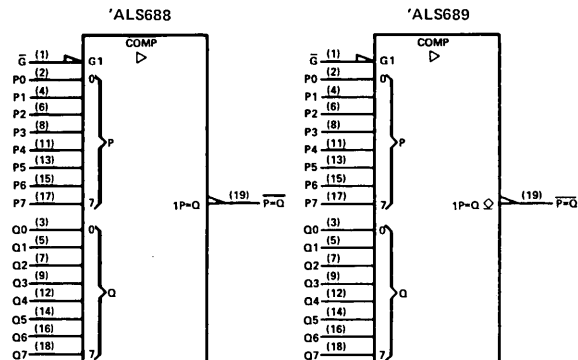 'ALS688
COMP
G̅ (1) G1
P0 (2) 0
P1 (4)
P2 (6)
P3 (8)
P4 (11) P
P5 (13)
P6 (15)
P7 (17) 7
1P=Q (19) P=Q
Q0 (3) 0
Q1 (5)
Q2 (7)
Q3 (9)
Q4 (12) Q
Q5 (14)
Q6 (16)
Q7 (18) 7
'ALS689
COMP
G̅ (1) G1
P0 (2) 0
P1 (4)
P2 (6)
P3 (8)
P4 (11) P
P5 (13)
P6 (15)
P7 (17) 7
1P=Q (19) P=Q
Q0 (3) 0
Q1 (5)
Q2 (7)
Q3 (9)
Q4 (12) Q
Q5 (14)
Q6 (16)
Q7 (18) 7